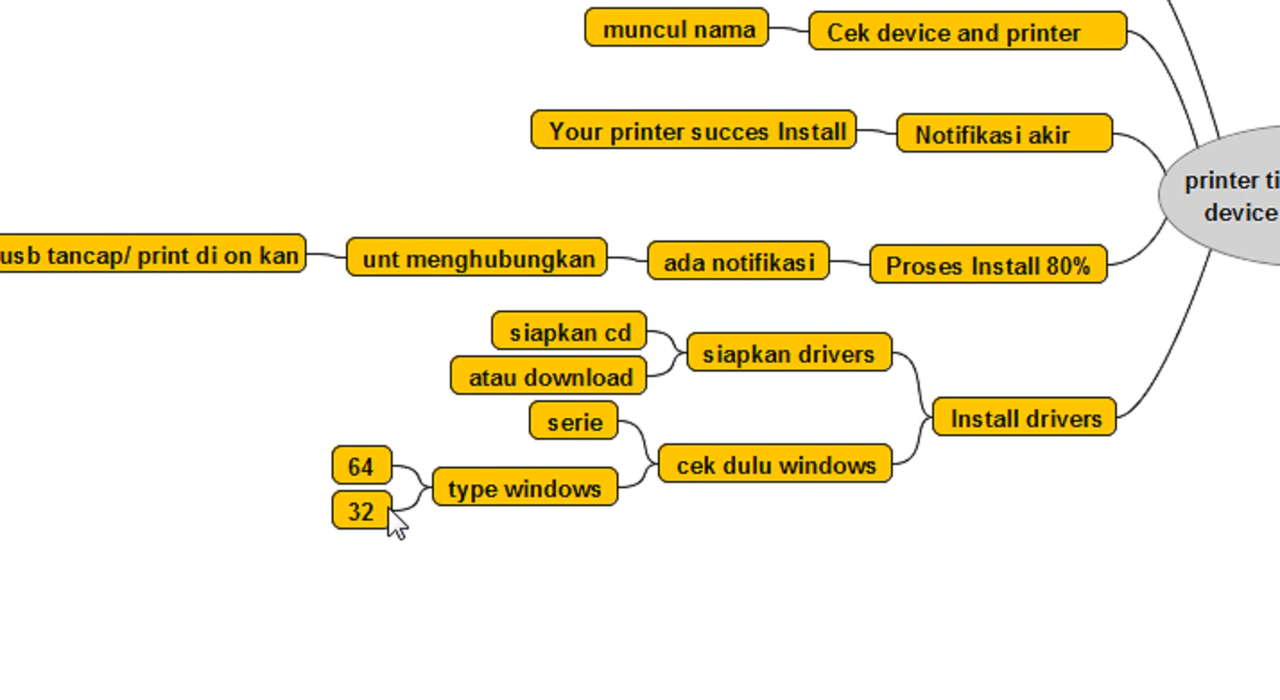 muncul nama
Cek device and printer
Your printer succes Install
Notifikasi akir
printer
device
usb tancap/ print di on kan
unt menghubungkan
ada notifikasi
Proses Install 80%
siapkan cd
siapkan drivers
atau download
serie
Install drivers
64
cek dulu windows
type windows
32